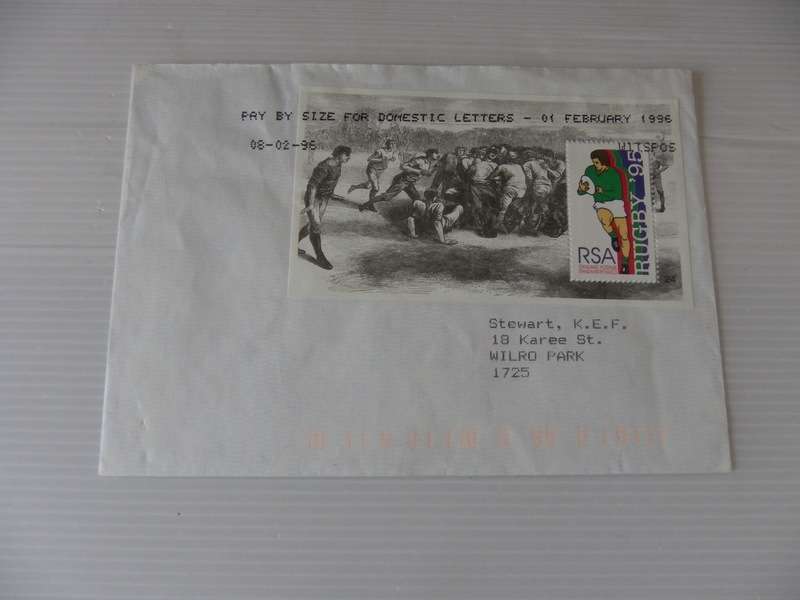 PAY BY SIZE FOR DOMESTIC LETTERS - 01 FEBRUARY 1996
08-02-96 WITSPOS
RUGBY '95
RSA
Stewart, K.E.F.
18 Karee St.
WILRO PARK
1725